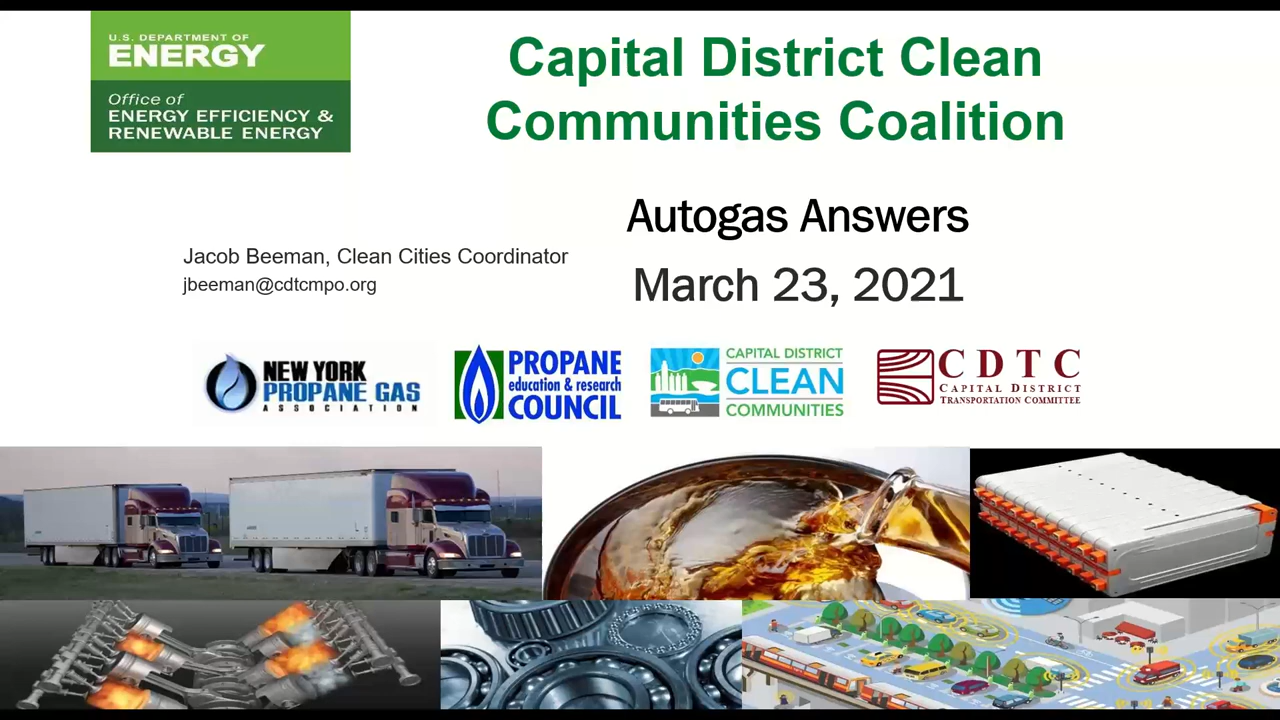 U.S. DEPARTMENT OF
ENERGY
Office of
ENERGY EFFICIENCY &
RENEWABLE ENERGY
Capital District Clean
Communities Coalition
Autogas Answers
March 23, 2021
Jacob Beeman, Clean Cities Coordinator
jbeeman@cdtcmpo.org
NEW YORK
PROPANE GAS
ASSOCIATION
PROPANE
education & research
COUNCIL
CAPITAL DISTRICT
CLEAN
COMMUNITIES
CDTC
CAPITAL DISTRICT
TRANSPORTATION COMMITTEE